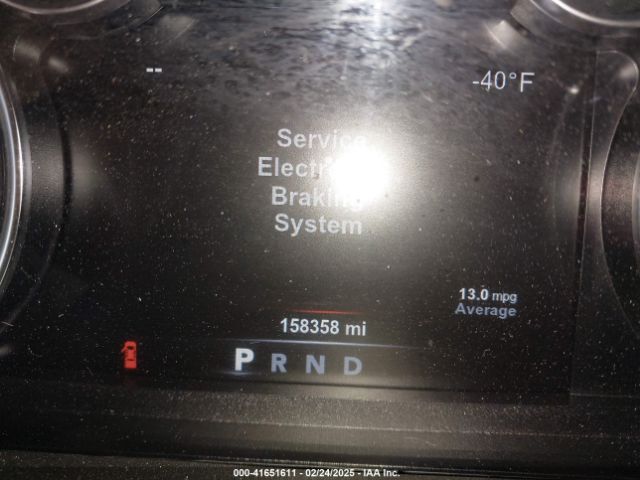 --
-40°F
Service
Braking
System
13.0 mpg
Average
158358 mi
P R N D
000-41651611 - 02/24/2025 - IAA Inc.